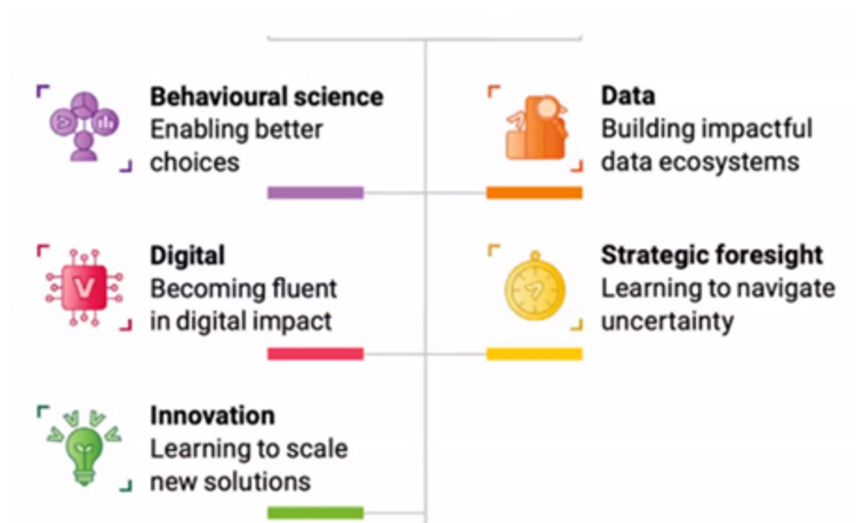 Behavioural science
Enabling better
choices
Data
Building impactful
data ecosystems
Digital
Becoming fluent
in digital impact
Strategic foresight
Learning to navigate
uncertainty
Innovation
Learning to scale
new solutions